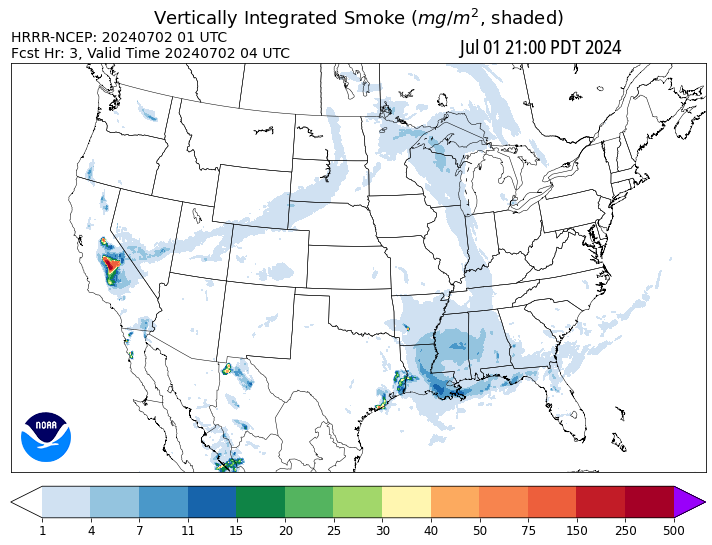 Vertically Integrated Smoke (mg/m², shaded)
HRRR-NCEP: 20240702 01 UTC
Fcst Hr: 3, Valid Time 20240702 04 UTC
Jul 01 21:00 PDT 2024
NOAA
1 4 7 11 15 20 25 30 40 50 75 150 250 500